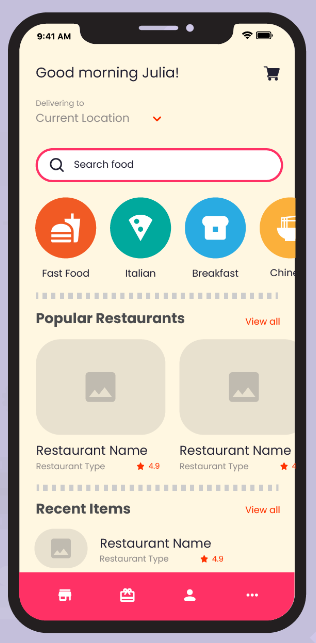 9:41 AM
Good morning Julia!
Delivering to
Current Location
Search food
Fast Food Italian Breakfast Chine
Popular Restaurants View all
Restaurant Name Restaurant Name
Restaurant Type 4.9 Restaurant Type 4
Recent Items View all
Restaurant Name
Restaurant Type 4.9